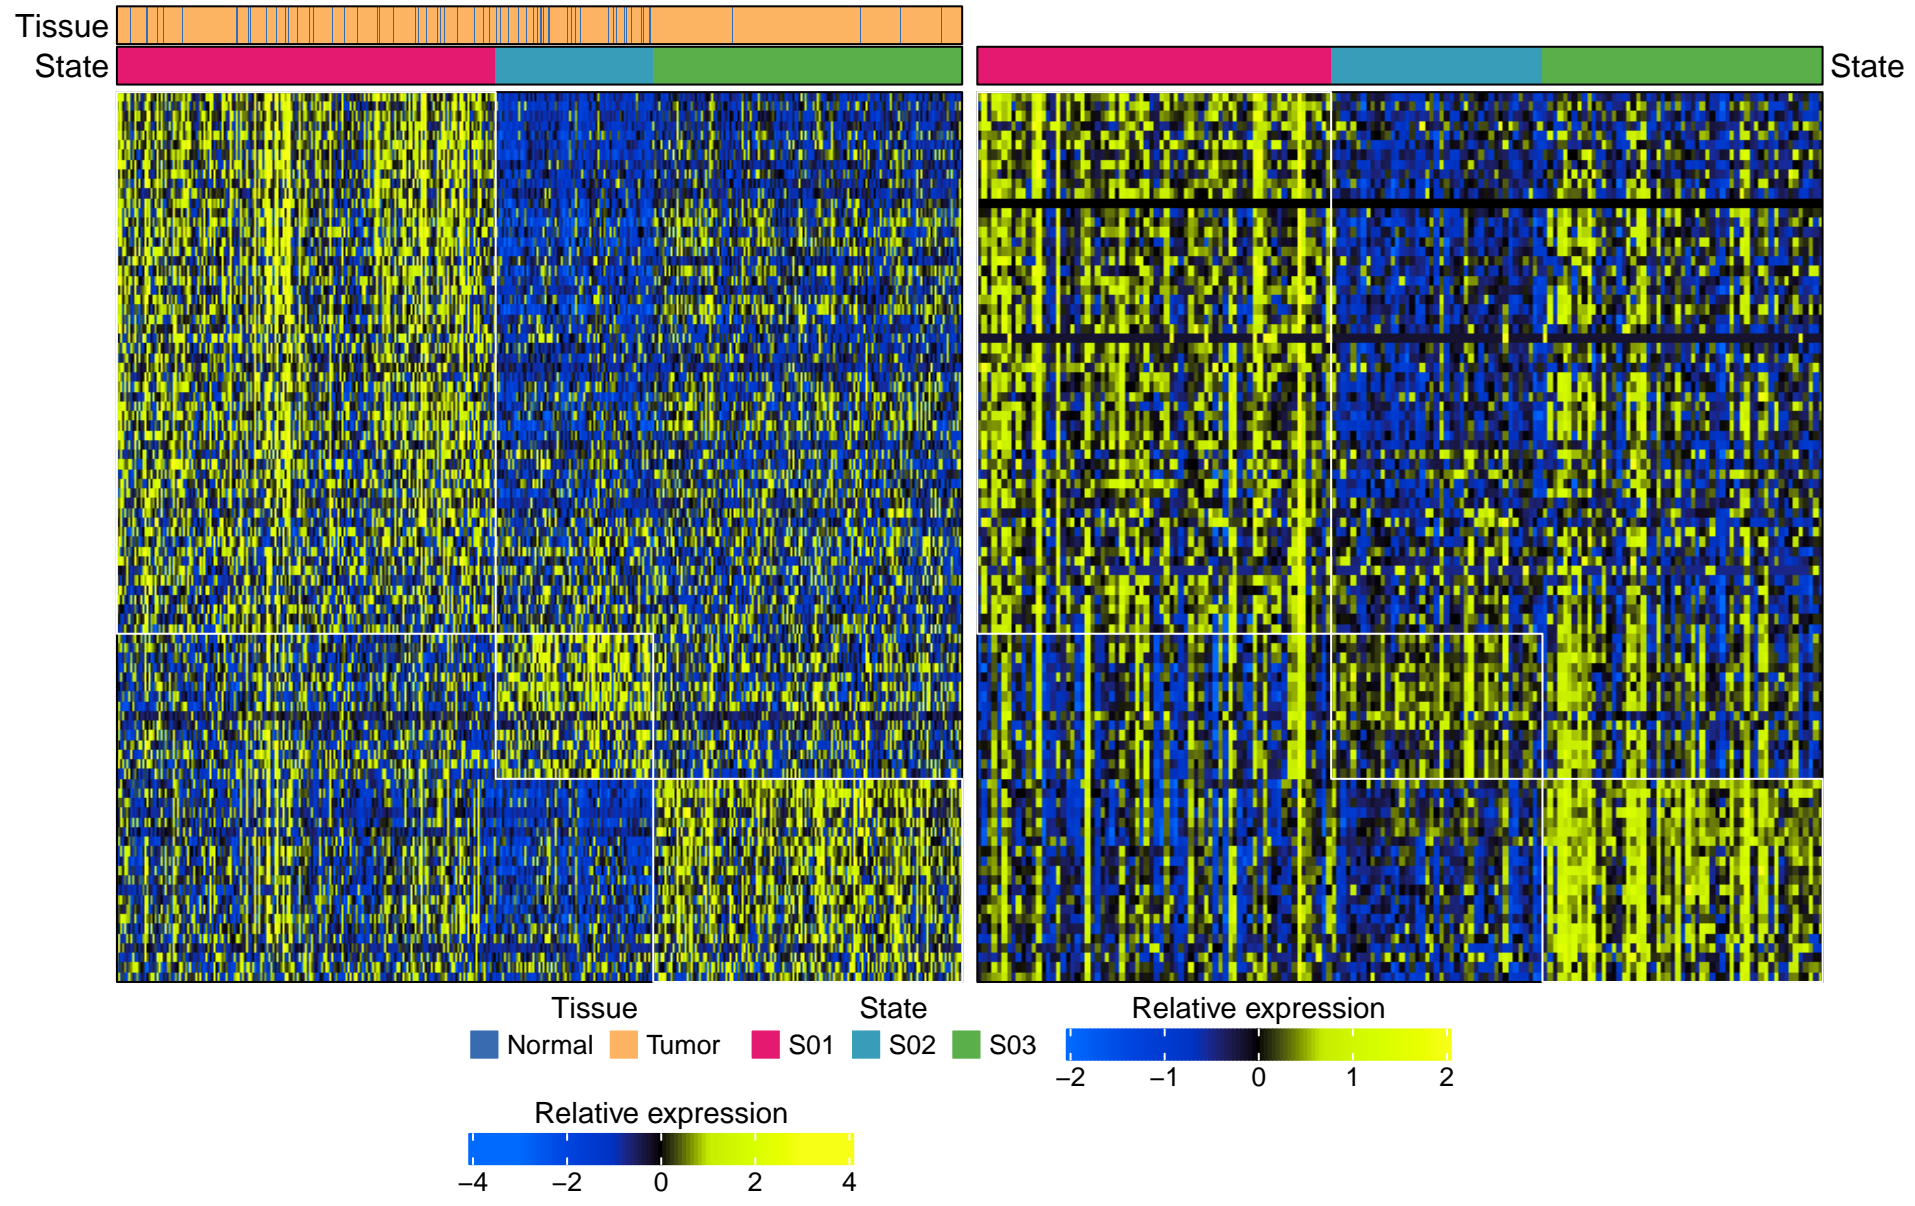 Tissue
State
State
Tissue
Normal Tumor
State
S01 S02 S03
Relative expression
−2 −1 0 1 2
Relative expression
−4 −2 0 2 4